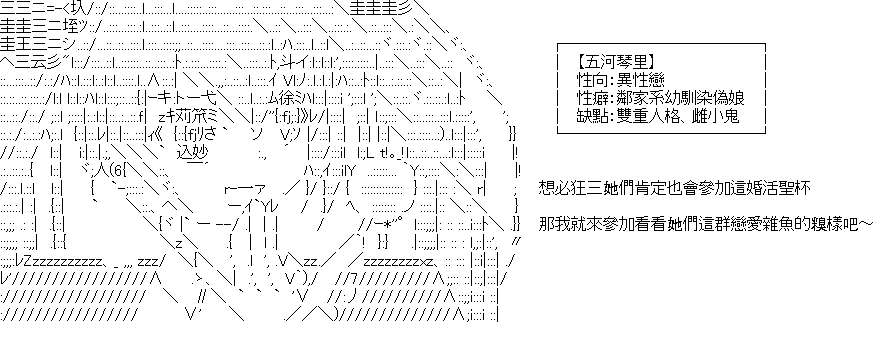 【五河琴里】
性向：異性戀
性癖：鄰家系幼馴染偽娘
缺點：雙重人格、雌小鬼
想必狂三她們肯定也會參加這婚活聖杯
那我就來參加看看她們這群戀愛雜魚的糗樣吧～